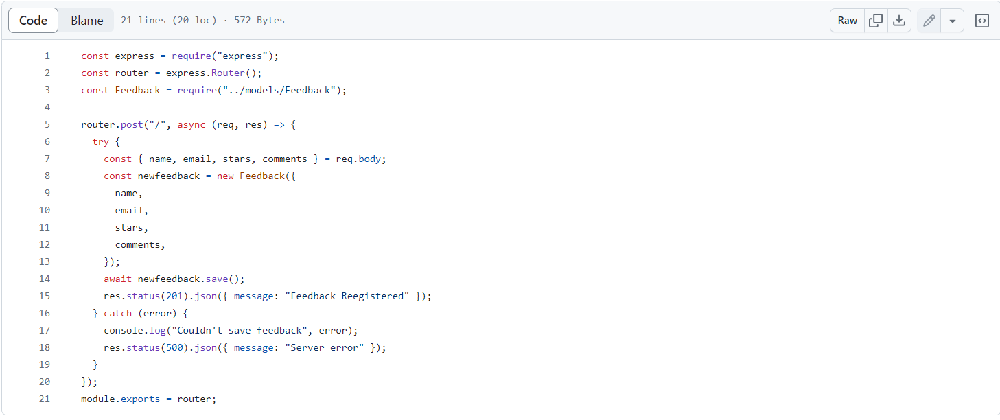 Code Blame 21 lines (20 loc) · 572 Bytes Raw
1 const express = require("express");
2 const router = express.Router();
3 const Feedback = require("../models/Feedback");
4
5 router.post("/", async (req, res) => {
6   try {
7     const { name, email, stars, comments } = req.body;
8     const newfeedback = new Feedback({
9       name,
10       email,
11       stars,
12       comments,
13     });
14     await newfeedback.save();
15     res.status(201).json({ message: "Feedback Reegistered" });
16   } catch (error) {
17     console.log("Couldn't save feedback", error);
18     res.status(500).json({ message: "Server error" });
19   }
20 });
21 module.exports = router;